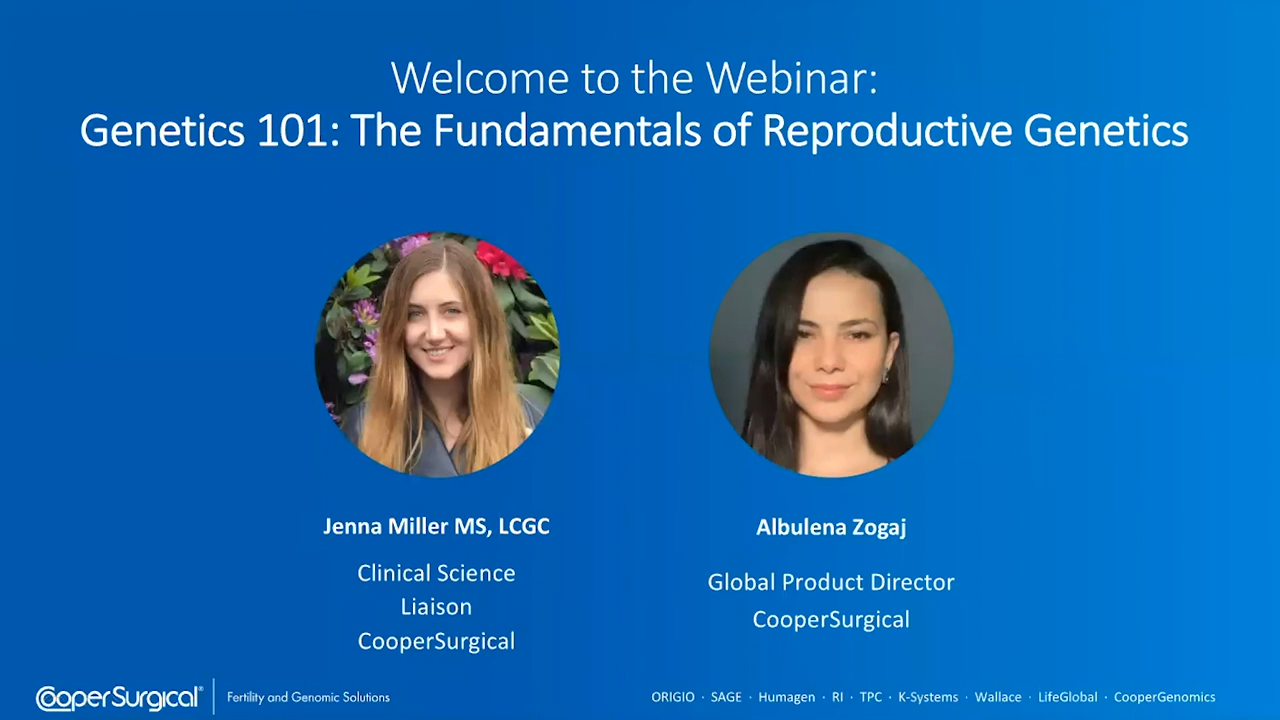 Welcome to the Webinar:
Genetics 101: The Fundamentals of Reproductive Genetics
Jenna Miller MS, LCGC
Clinical Science
Liaison
CooperSurgical
Albulena Zogaj
Global Product Director
CooperSurgical
CooperSurgical® Fertility and Genomic Solutions
ORIGIO · SAGE · Humagen · RI · TPC · K-Systems · Wallace · LifeGlobal · CooperGenomics